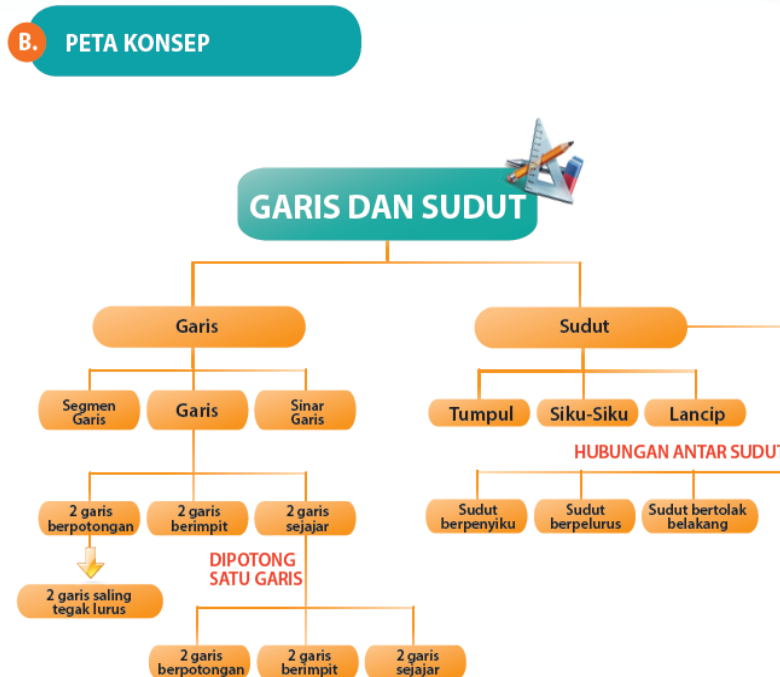 B. PETA KONSEP
GARIS DAN SUDUT
Garis
Sudut
Segmen
Garis
Garis
Sinar
Garis
Tumpul
Siku-Siku
Lancip
HUBUNGAN ANTAR SUDUT
2 garis
berpotongan
2 garis
berimpit
2 garis
sejajar
Sudut
berpenyiku
Sudut
berpelurus
Sudut bertolak
belakang
DIPOTONG
SATU GARIS
2 garis saling
tegak lurus
2 garis
berpotongan
2 garis
berimpit
2 garis
sejajar